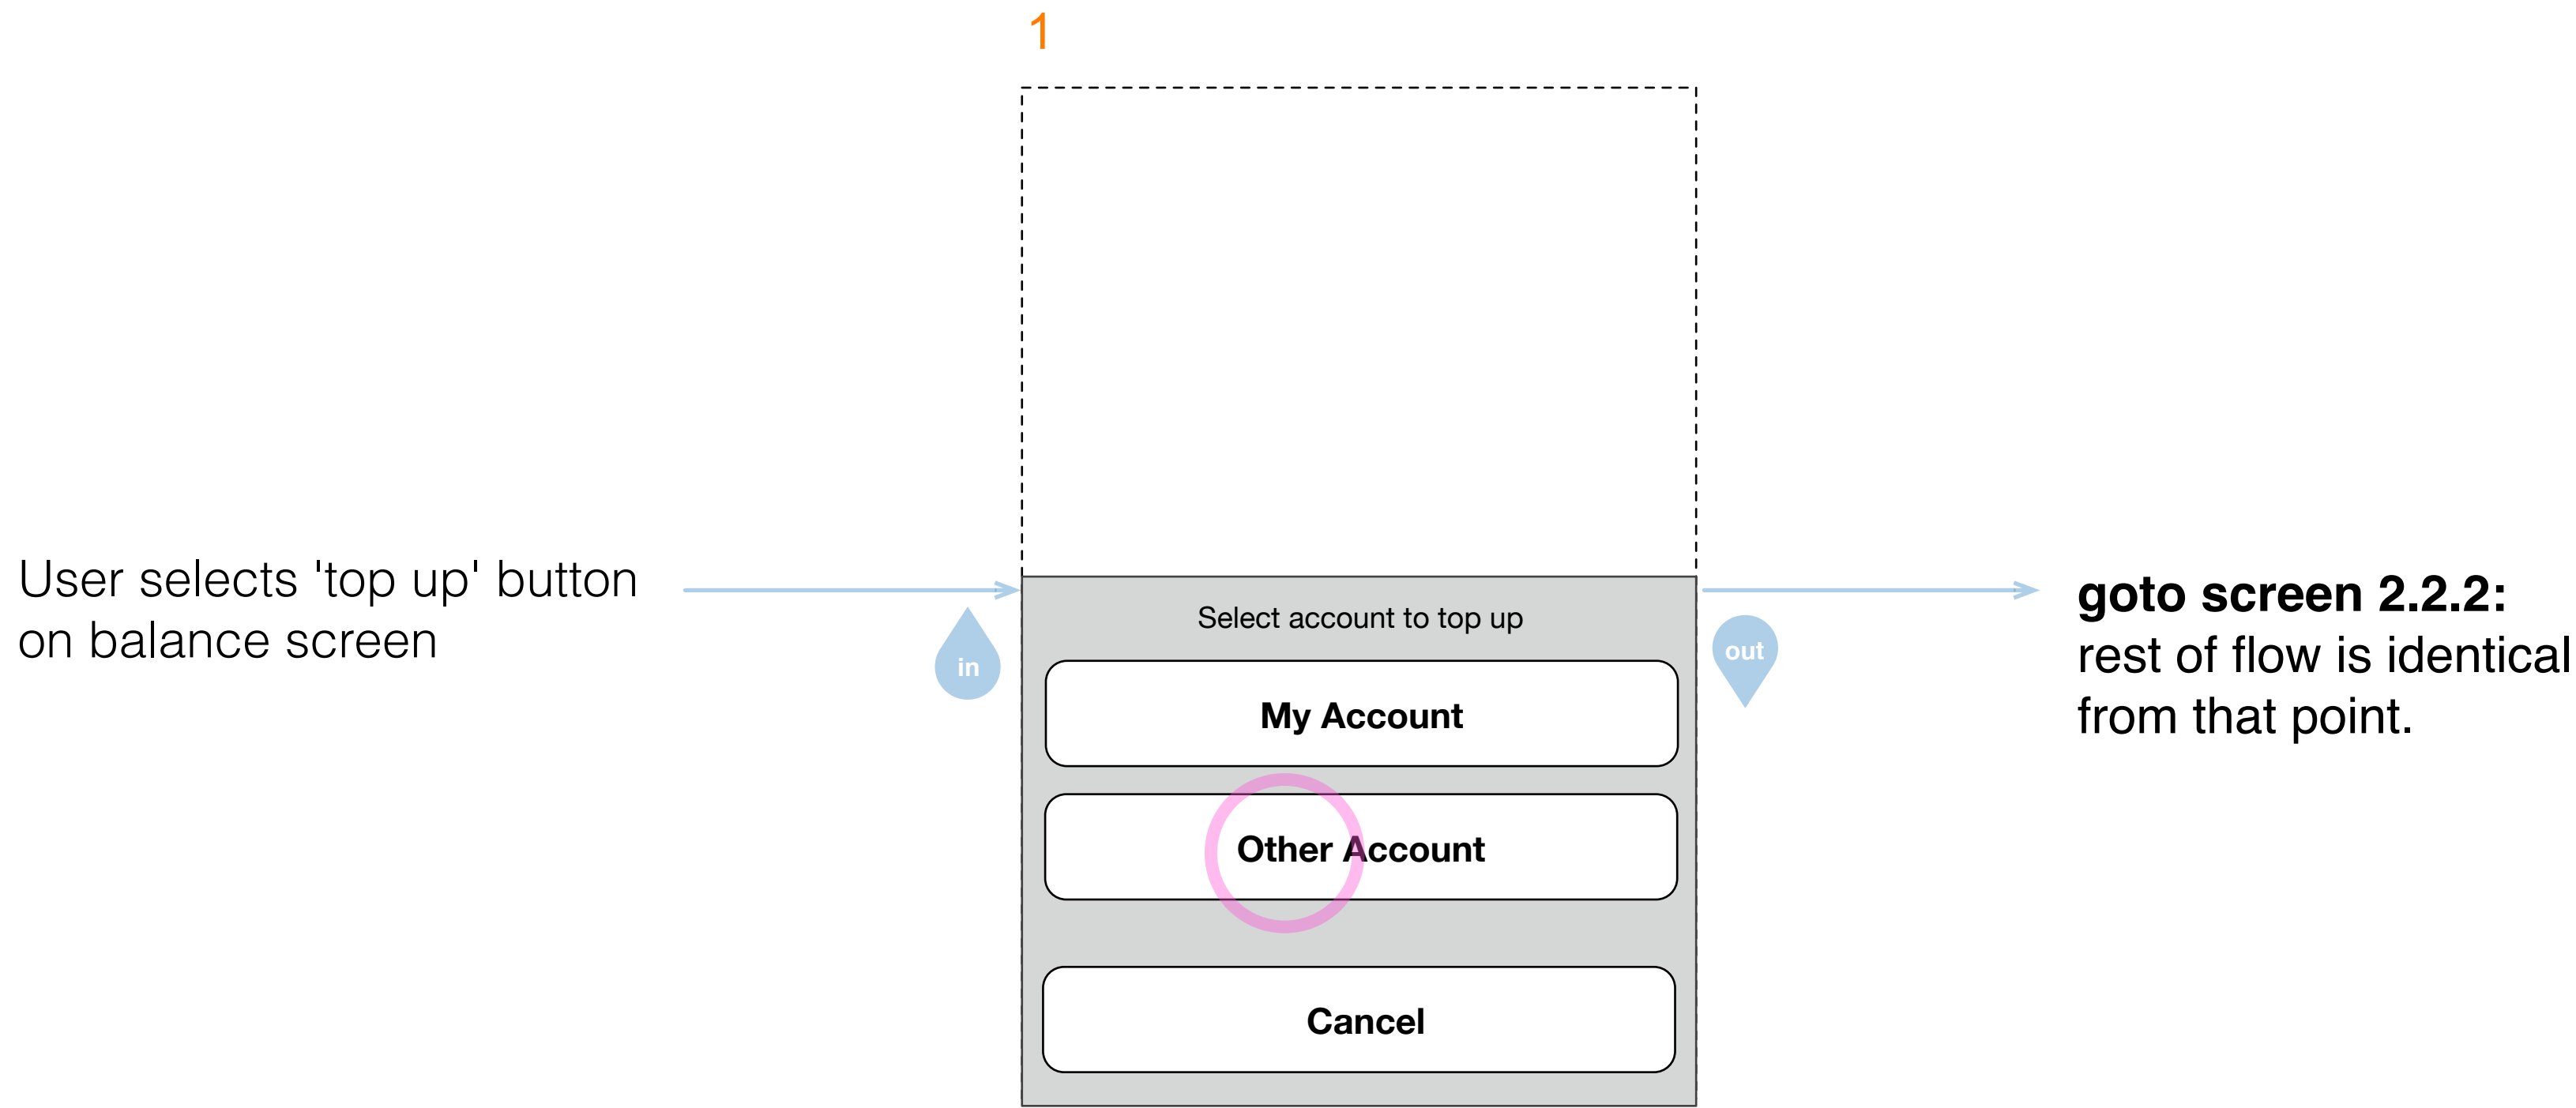 1
User selects 'top up' button
on balance screen
in
Select account to top up
My Account
Other Account
Cancel
out
goto screen 2.2.2:
rest of flow is identical
from that point.